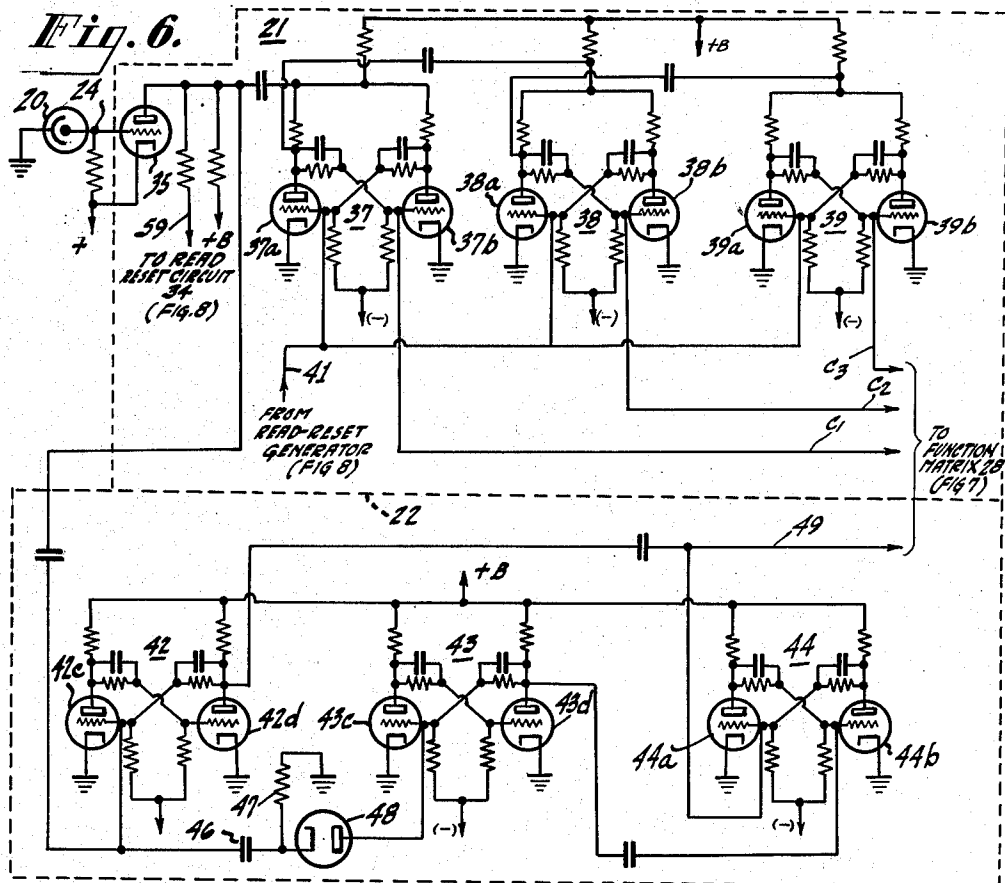 Fig. 6.
21
+B
20
24
35
+
59
+B
TO READ
RESET CIRCUIT
34
(FIG. 8)
37a
37
37b
(-)
38a
38
38b
(-)
39a
39
39b
(-)
41
FROM
READ-RESET
GENERATOR
(FIG 8)
C3
C2
C1
TO
FUNCTION
MATRIX 28
(FIG 7)
22
49
+B
42c
42
42d
43c
43
43d
44a
44
44b
47
48
46
(-)
(-)